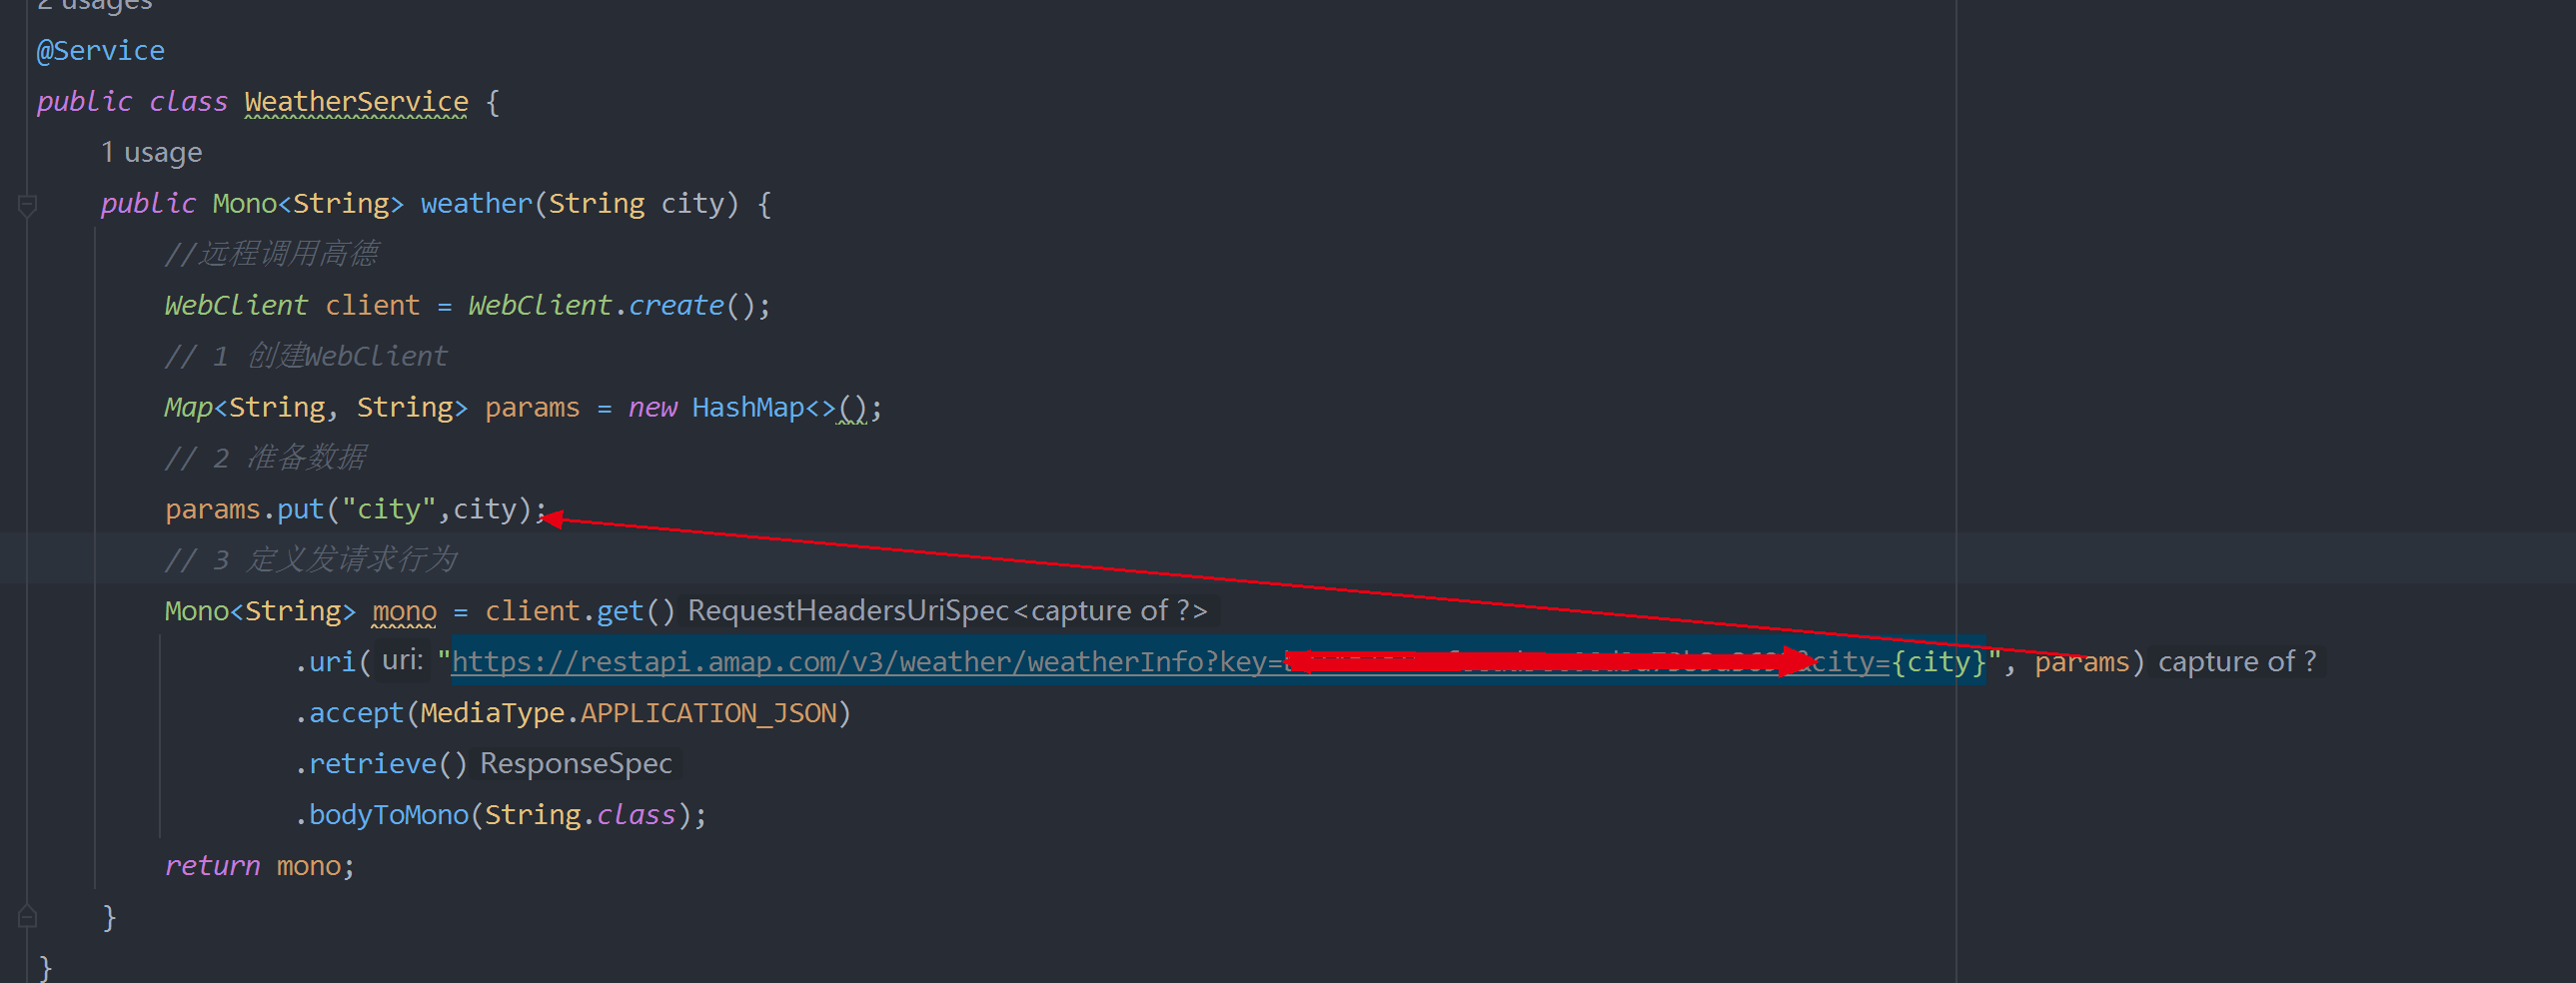 2 usages
@Service
public class WeatherService {
1 usage
public Mono<String> weather(String city) {
//远程调用高德
WebClient client = WebClient.create();
// 1 创建WebClient
Map<String, String> params = new HashMap<>();
// 2 准备数据
params.put("city",city);
// 3 定义发请求行为
Mono<String> mono = client.get() RequestHeadersUriSpec<capture of ?>
.uri( uri: "https://restapi.amap.com/v3/weather/weatherInfo?key= &city={city}", params) capture of ?
.accept(MediaType.APPLICATION_JSON)
.retrieve() ResponseSpec
.bodyToMono(String.class);
return mono;
}
}